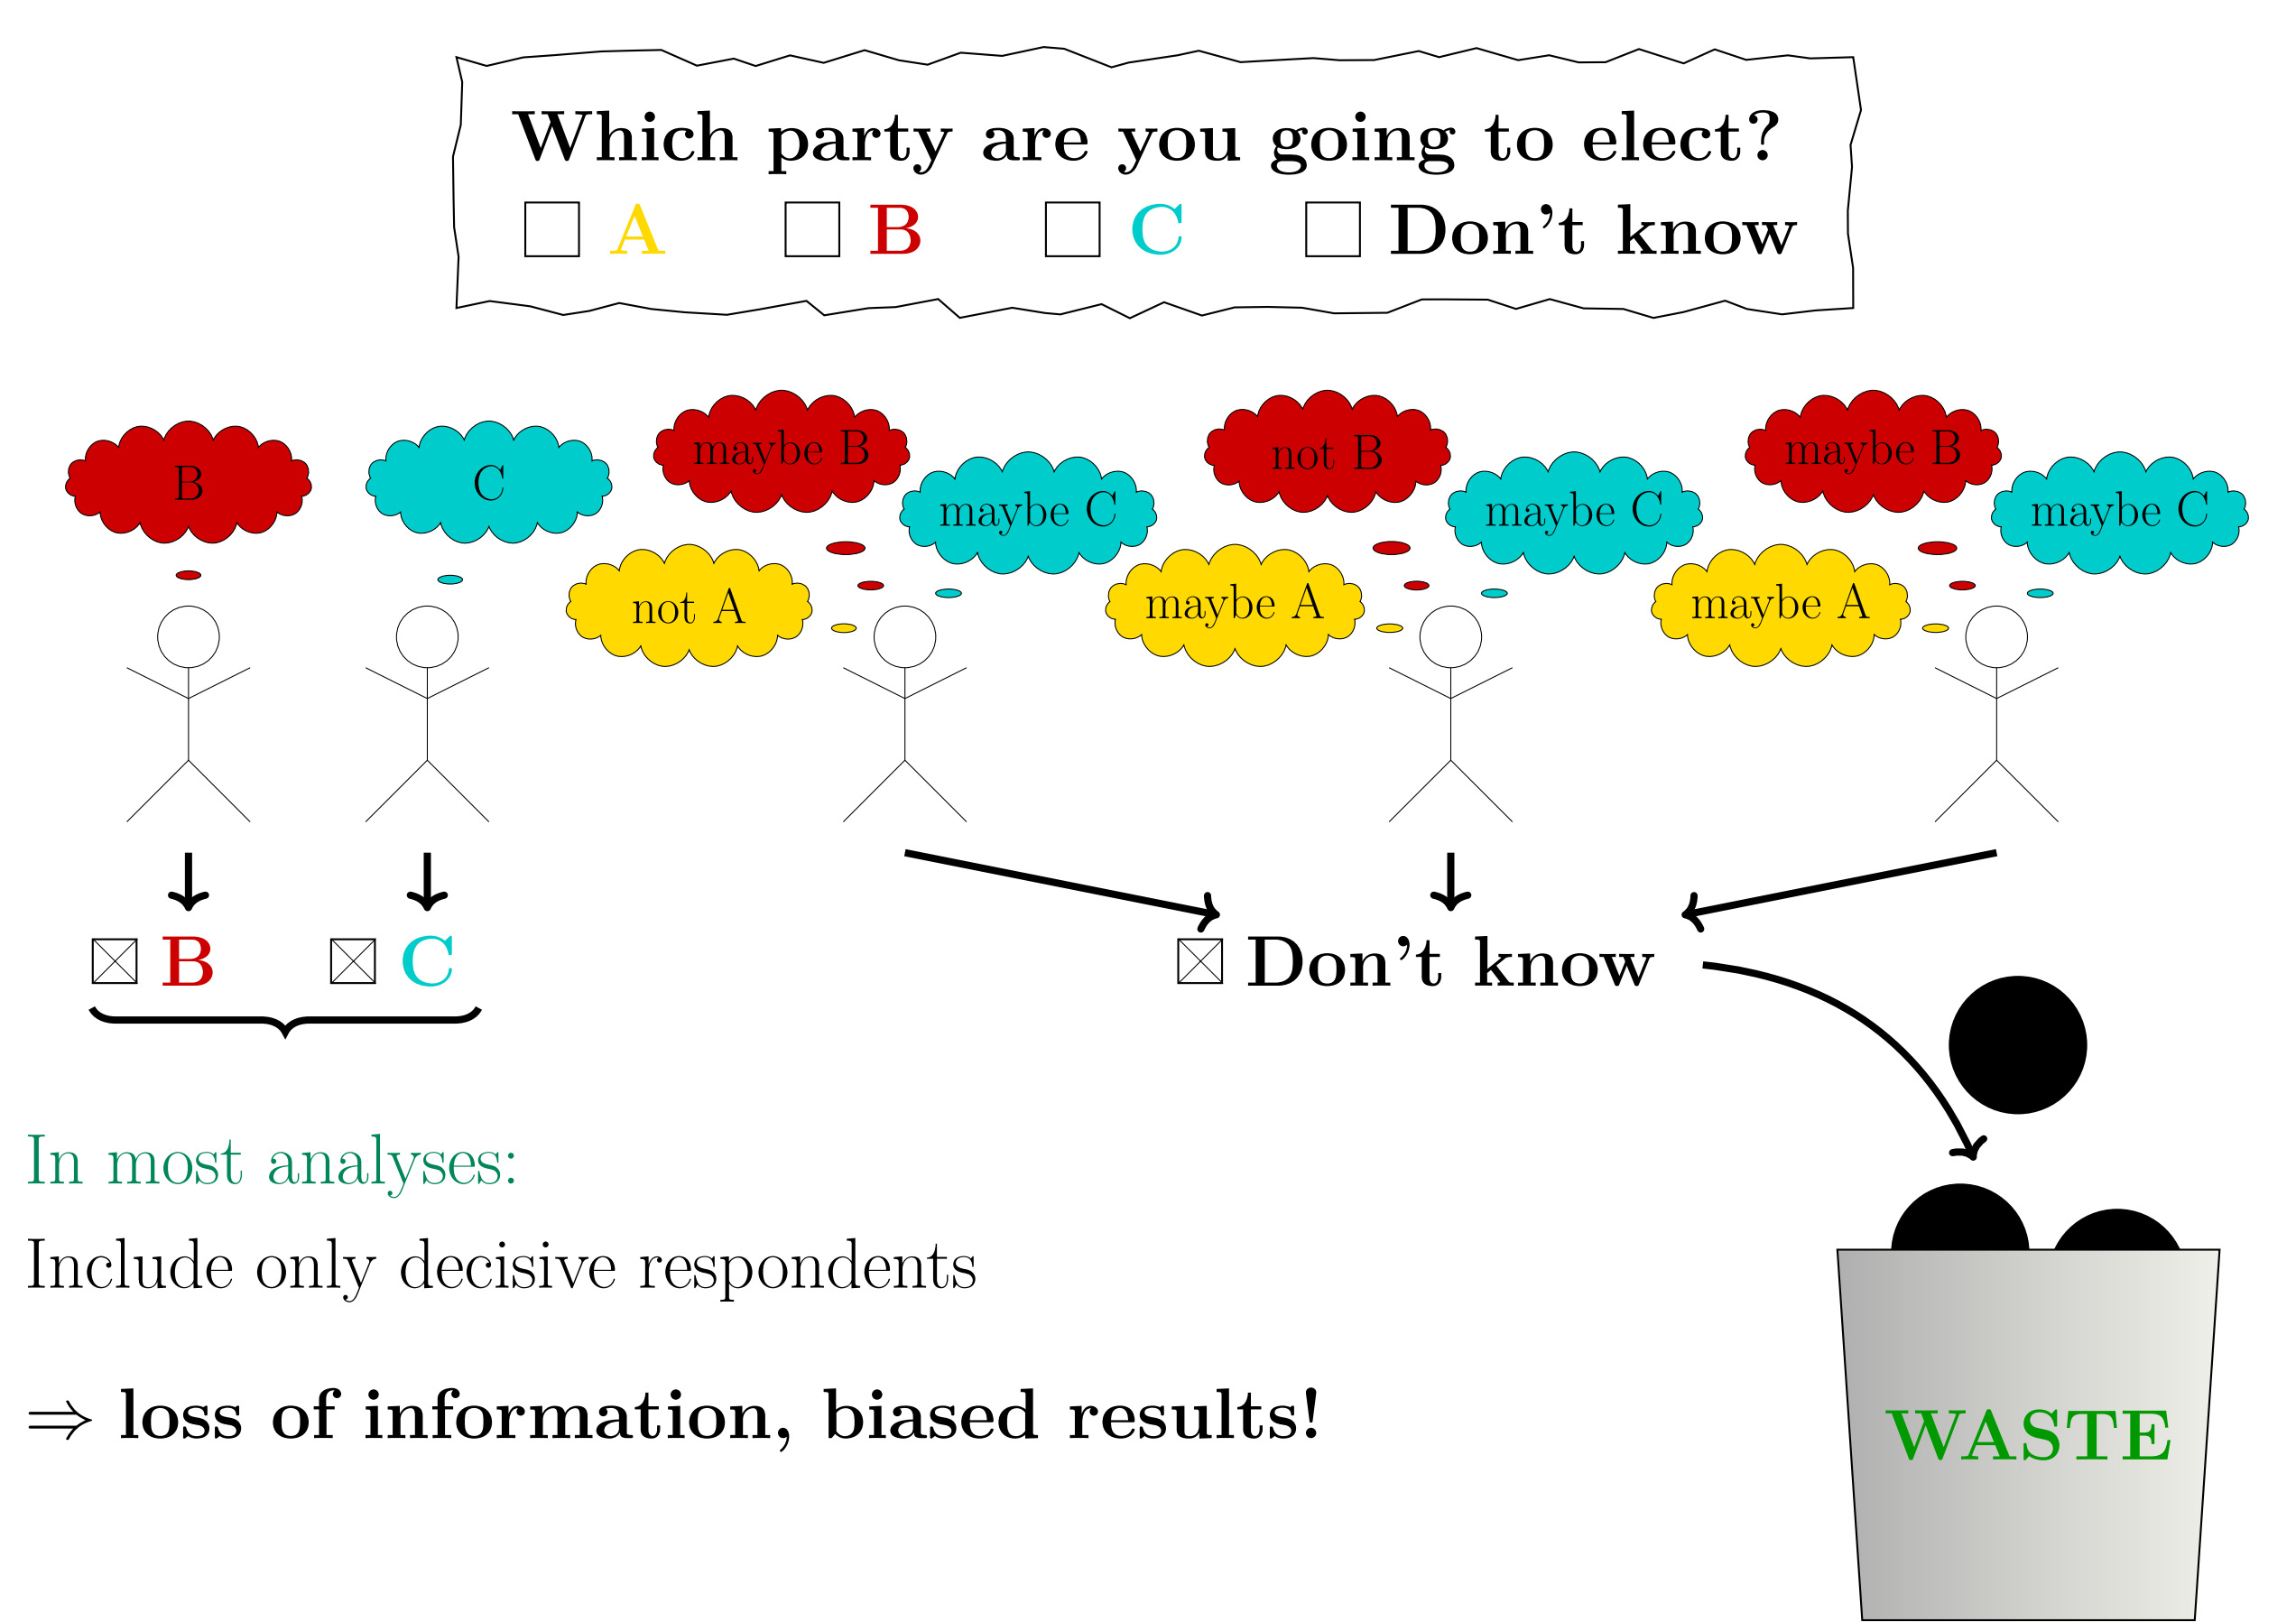 Which party are you going to elect?
A B C Don't know
B
C
maybe B
maybe C
not A
not B
maybe C
maybe A
maybe B
maybe C
maybe A
B C Don't know
In most analyses:
Include only decisive respondents
⇒ loss of information, biased results!
WASTE